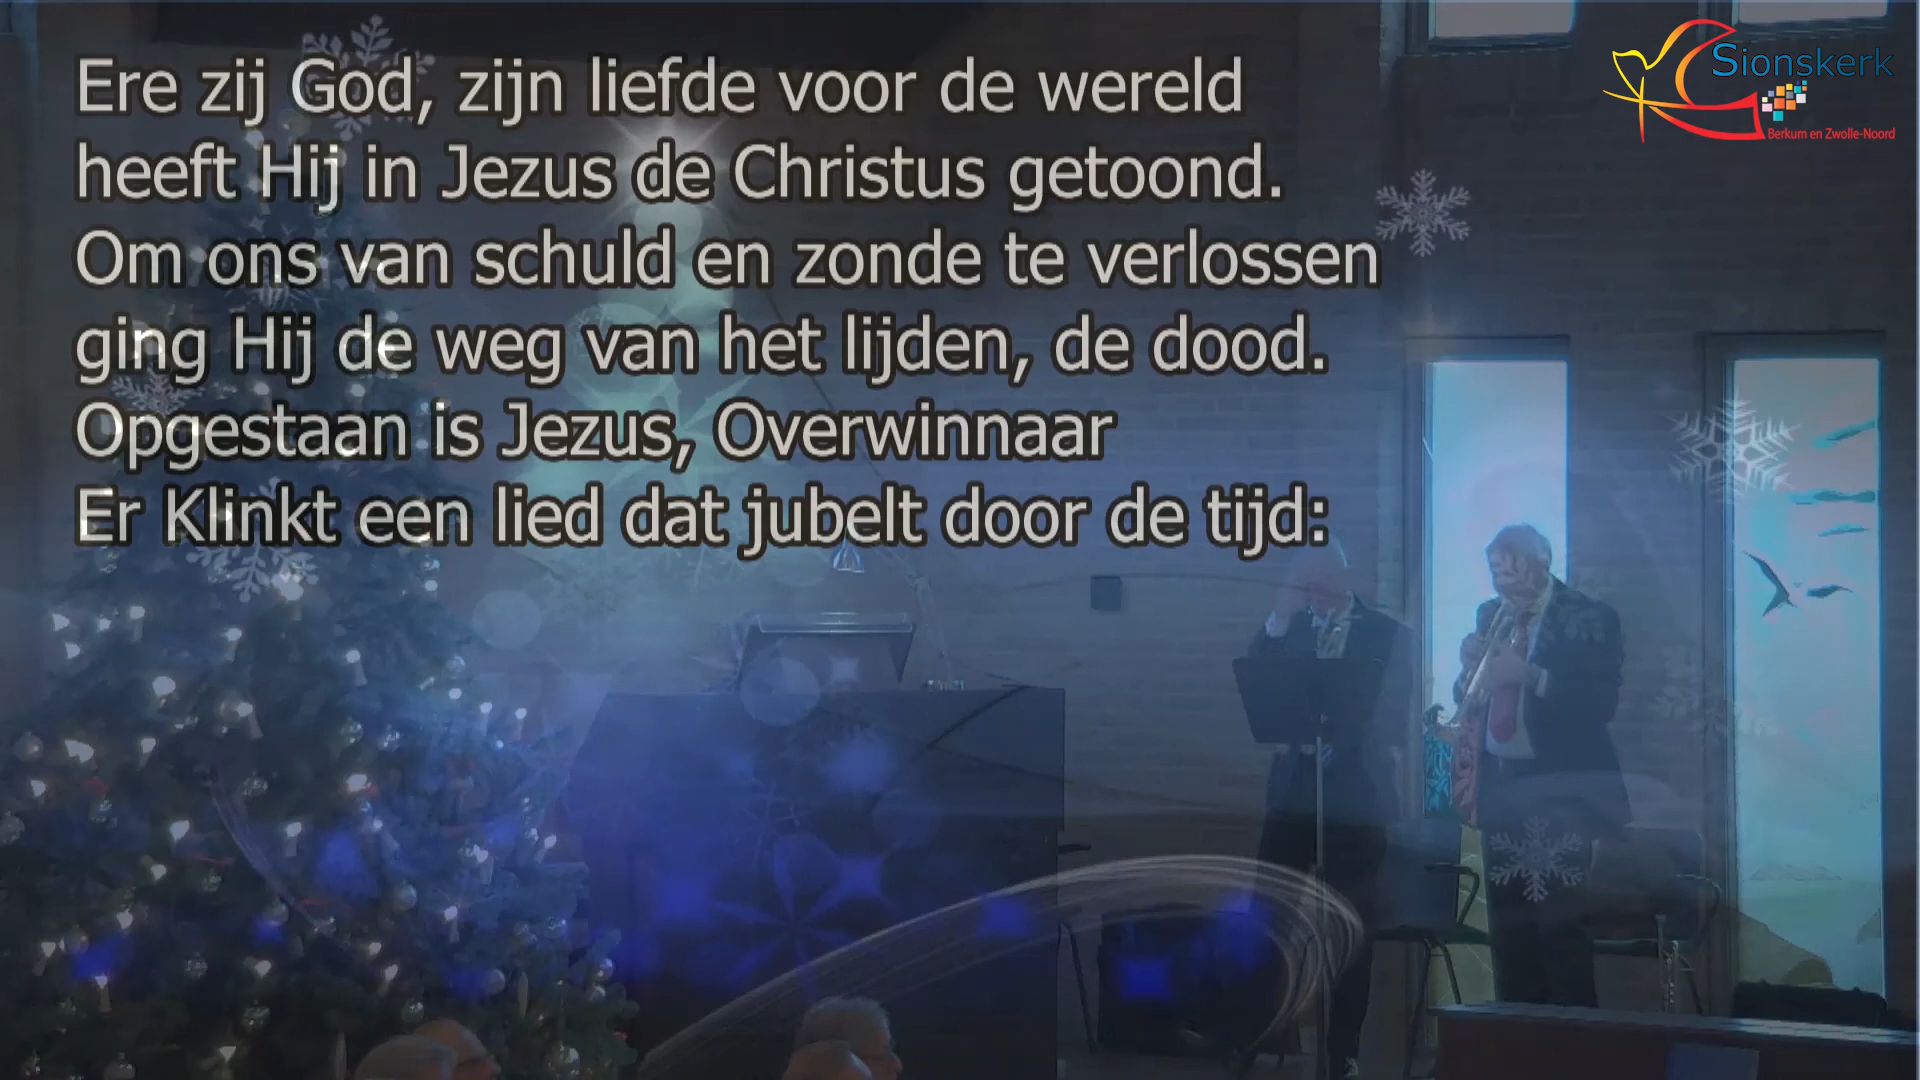 Ere zij God, zijn liefde voor de wereld
heeft Hij in Jezus de Christus getoond.
Om ons van schuld en zonde te verlossen
ging Hij de weg van het lijden, de dood.
Opgestaan is Jezus, Overwinnaar
Er Klinkt een lied dat jubelt door de tijd:
Sionskerk
Berkum en Zwolle-Noord